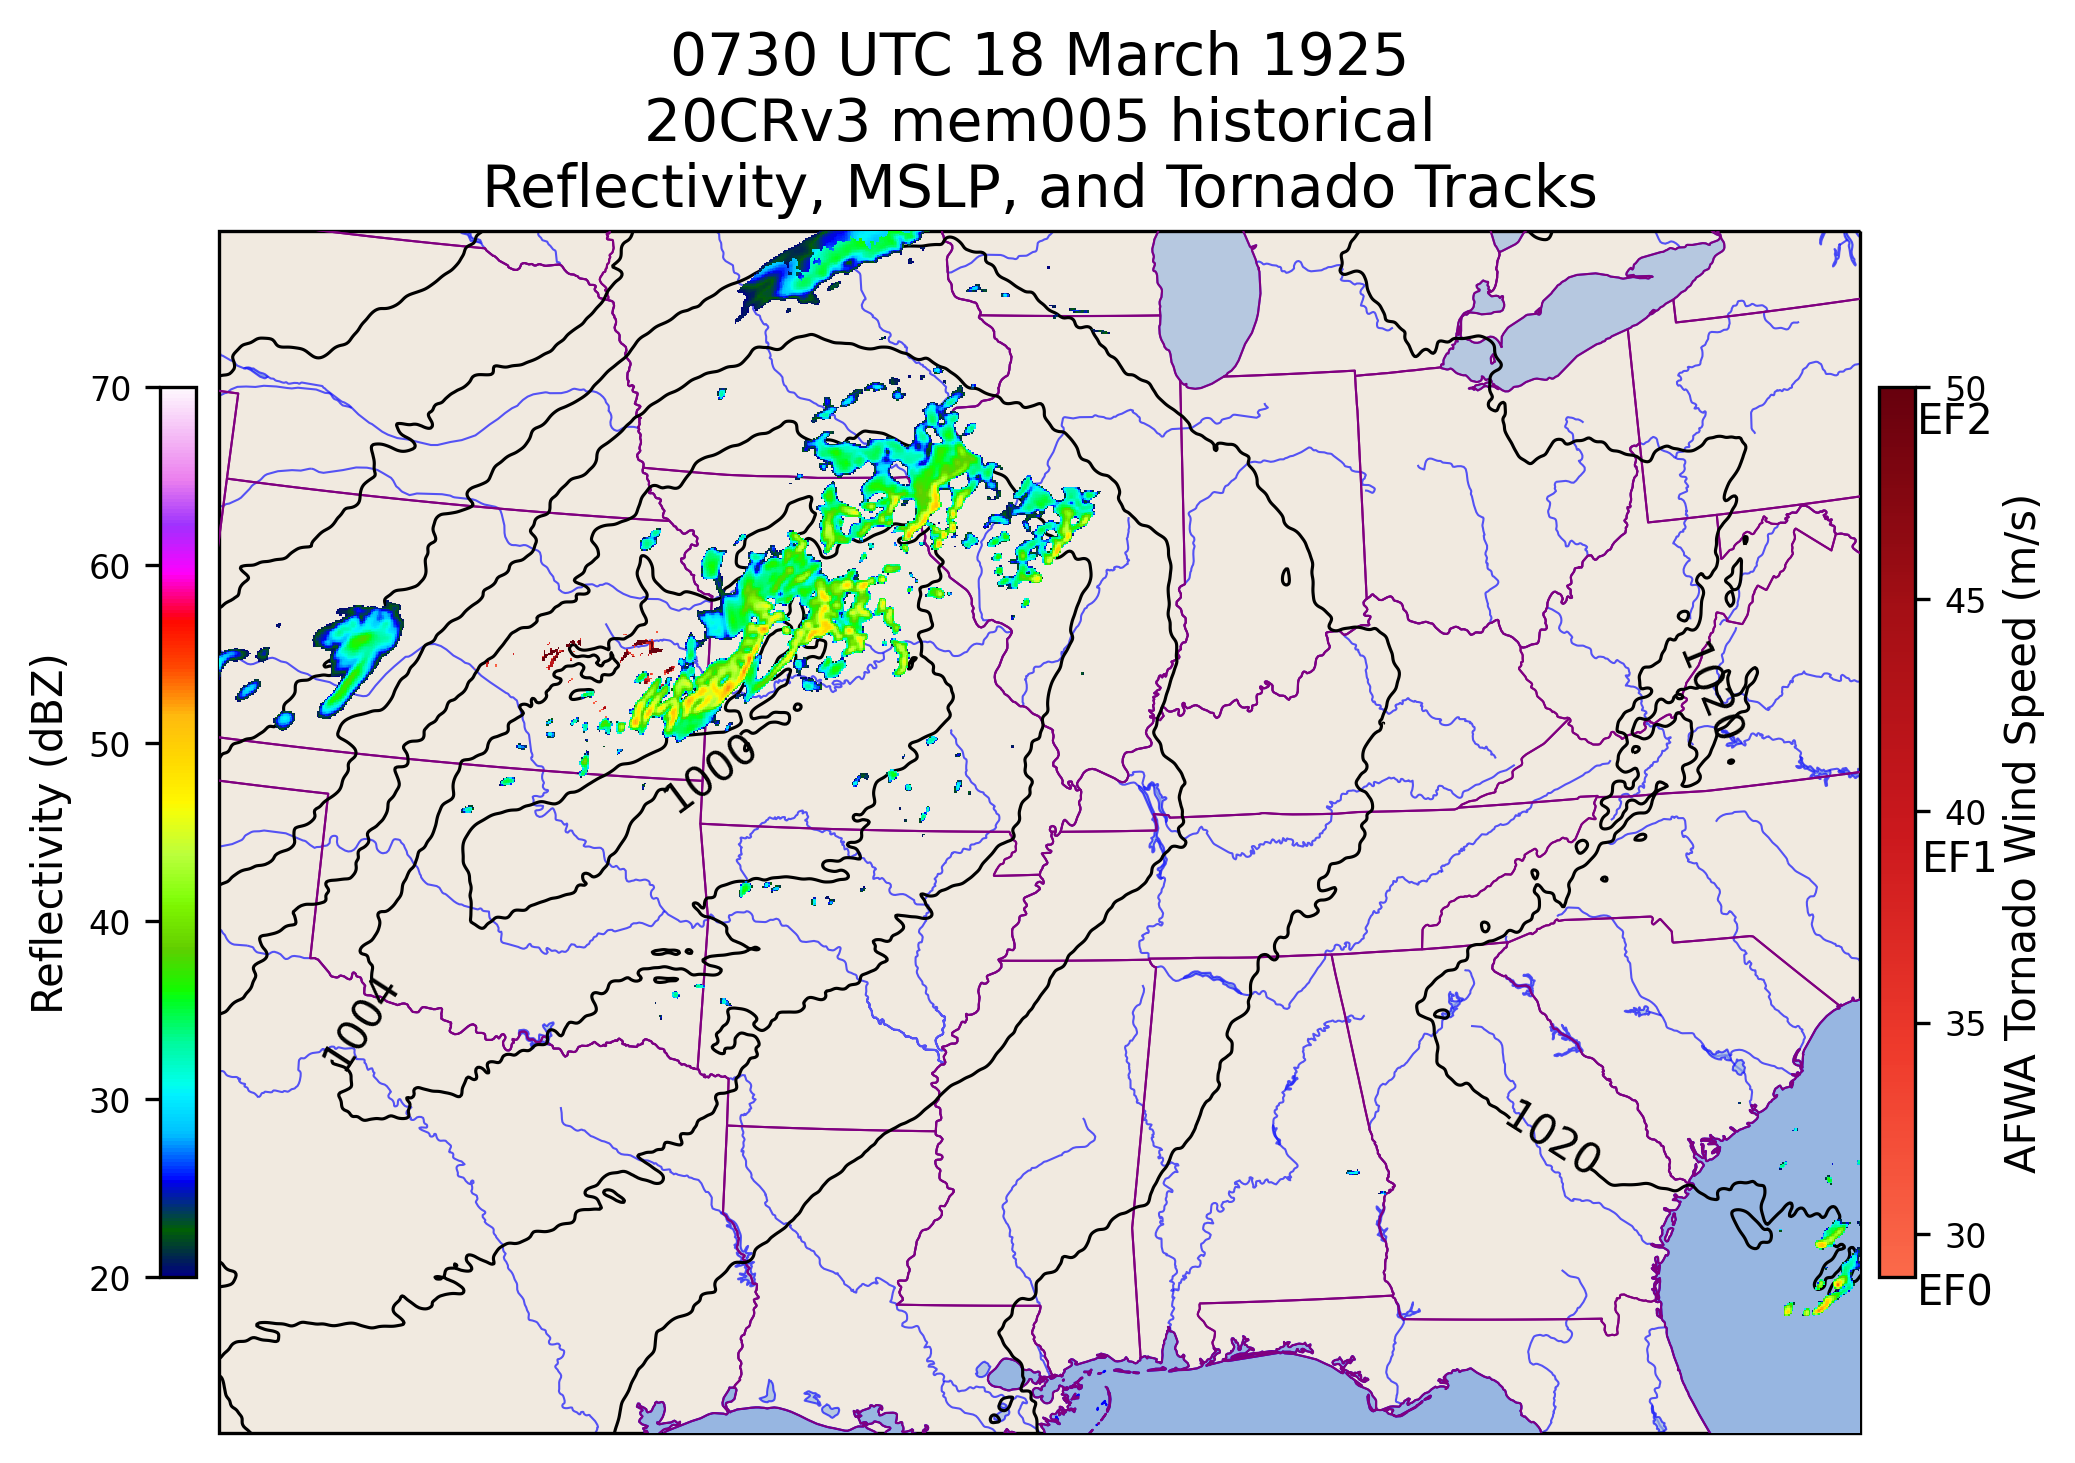 0730 UTC 18 March 1925
20CRv3 mem005 historical
Reflectivity, MSLP, and Tornado Tracks
70
60
50
40
30
20
Reflectivity (dBZ)
1000
1004
1020
1020
50
EF2
45
40
EF1
35
30
EF0
AFWA Tornado Wind Speed (m/s)